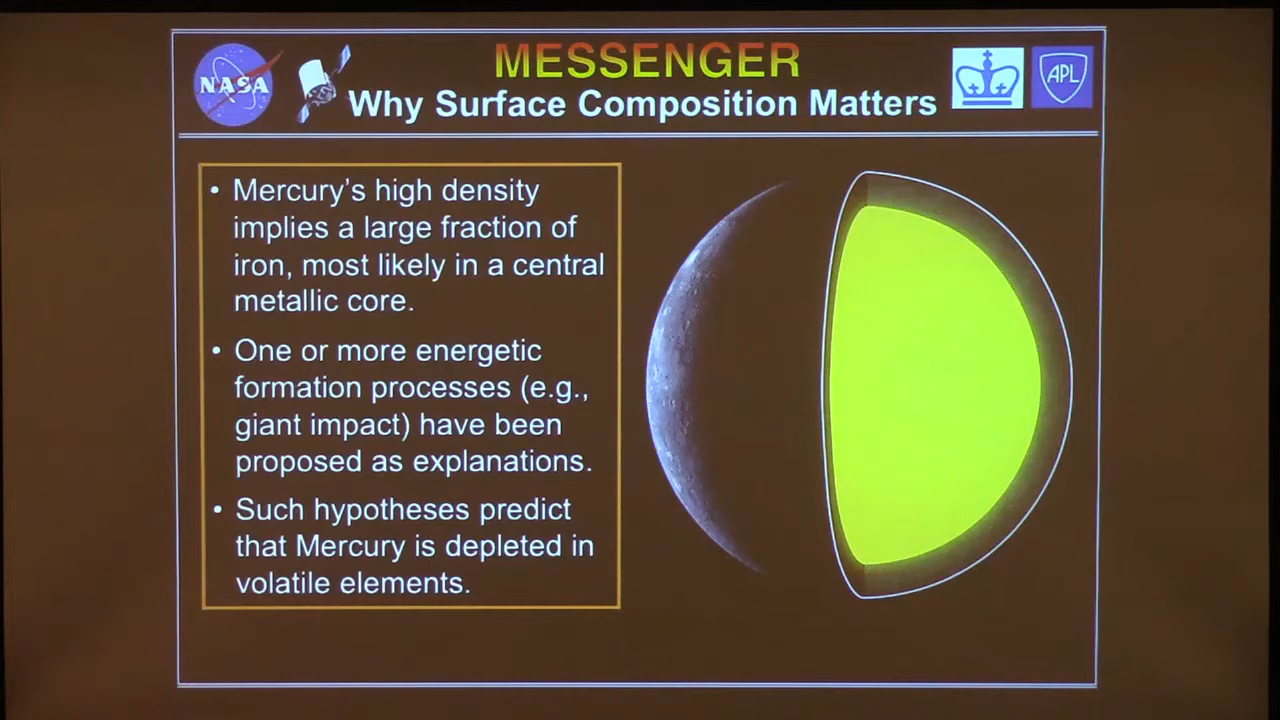 NASA
MESSENGER
APL
Why Surface Composition Matters
• Mercury's high density
implies a large fraction of
iron, most likely in a central
metallic core.
• One or more energetic
formation processes (e.g.,
giant impact) have been
proposed as explanations.
• Such hypotheses predict
that Mercury is depleted in
volatile elements.